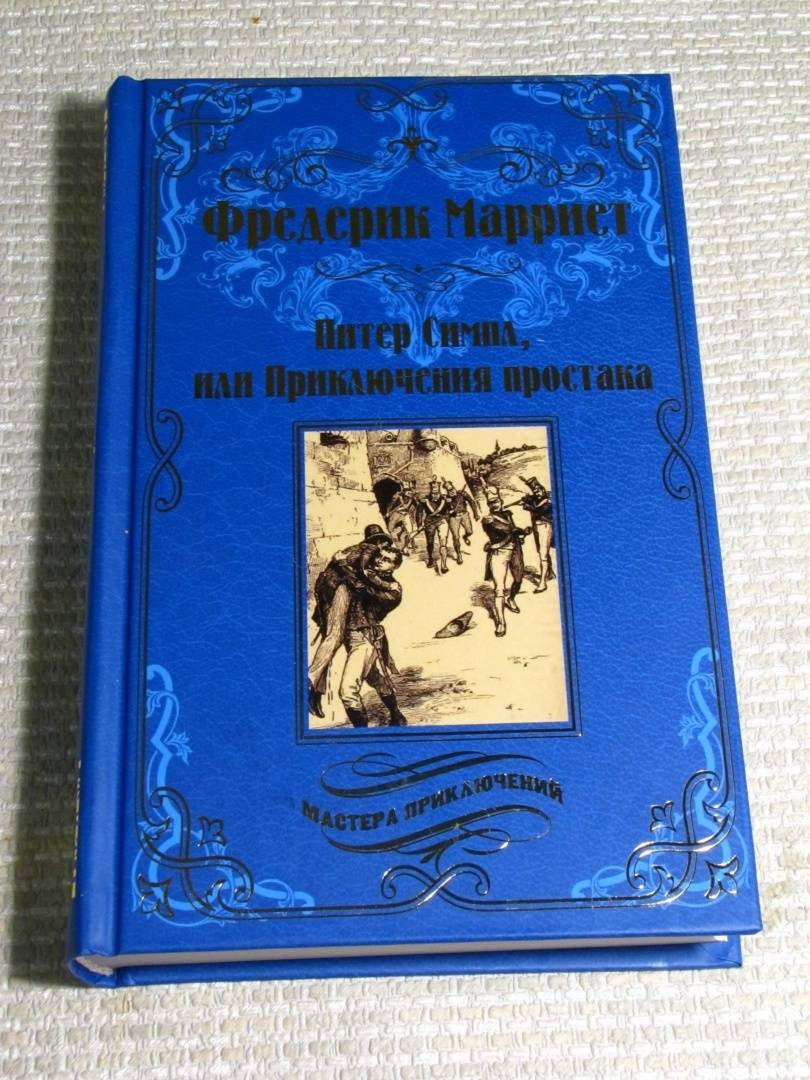 Фредерик Марриет
Питер Симпл,
или Приключения простака
МАСТЕРА ПРИКЛЮЧЕНИЙ